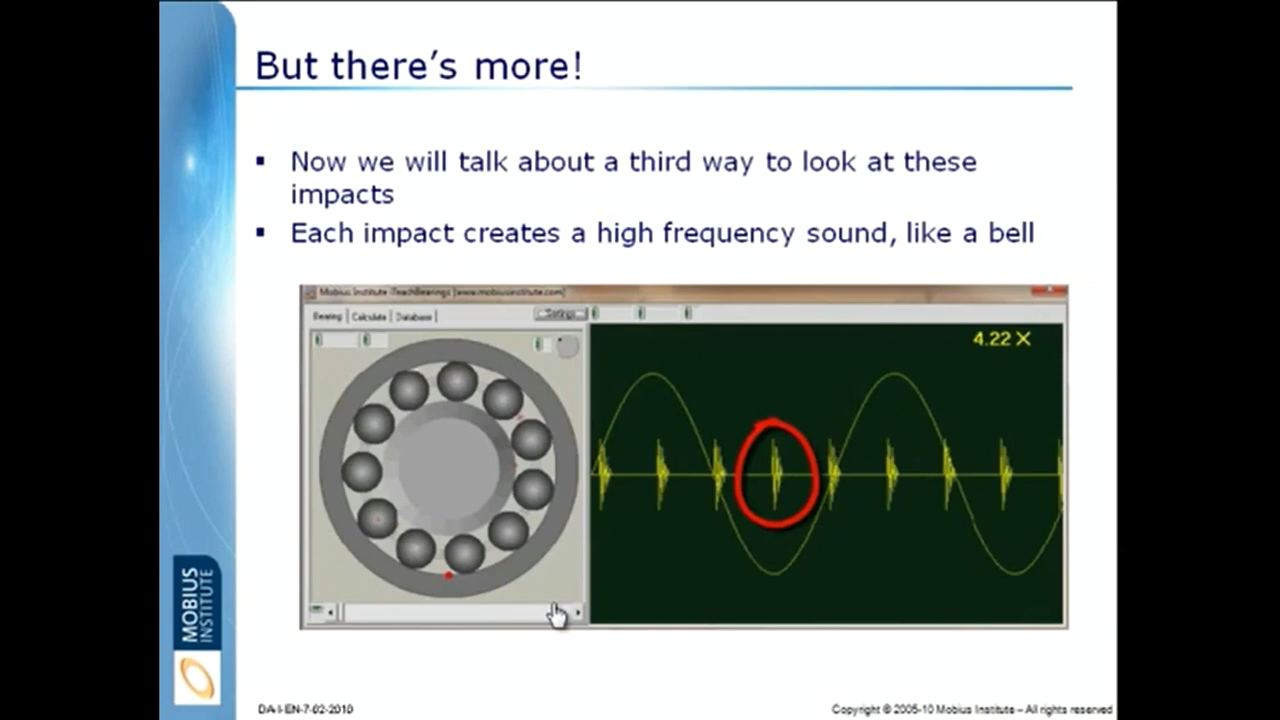 But there's more!
▪ Now we will talk about a third way to look at these
impacts
▪ Each impact creates a high frequency sound, like a bell
Mobius Institute iTeachBearings [www.mobiusinstitute.com]
Bearing Calculate Database Settings
4.22 X
MOBIUS
INSTITUTE
DA-I-EN-7-02-2010
Copyright © 2005-10 Mobius Institute – All rights reserved